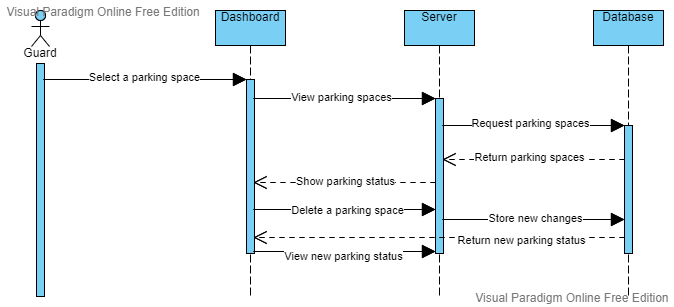 Visual Paradigm Online Free Edition
Dashboard
Server
Database
Guard
Select a parking space
View parking spaces
Request parking spaces
Return parking spaces
Show parking status
Delete a parking space
Store new changes
Return new parking status
View new parking status
Visual Paradigm Online Free Edition